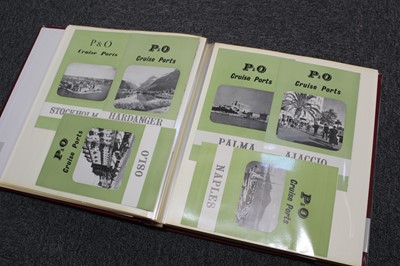 P&O
Cruise Ports
STOCKHOLM
P&O
Cruise Ports
HARDANGER
P&O
Cruise Ports
OSLO
P&O
Cruise Ports
PALMA
P&O
Cruise Ports
AJACCIO
P&O
Cruise Ports
NAPLES